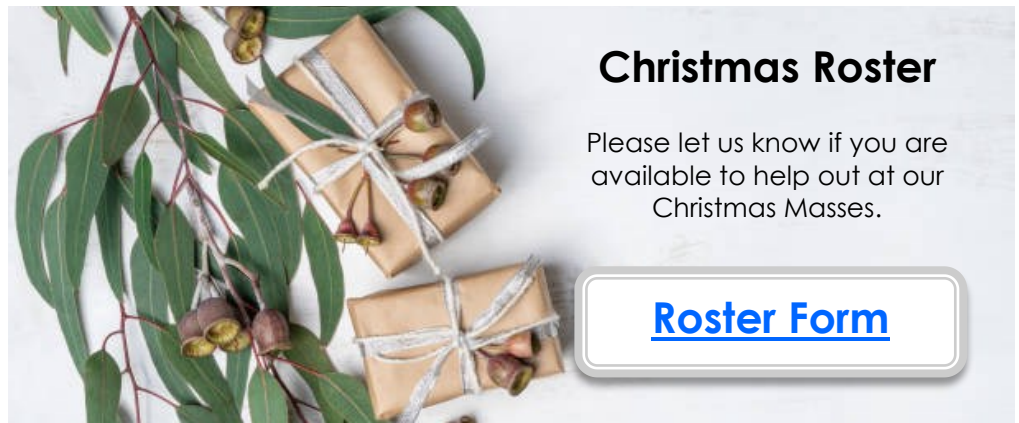 Christmas Roster
Please let us know if you are
available to help out at our
Christmas Masses.
Roster Form